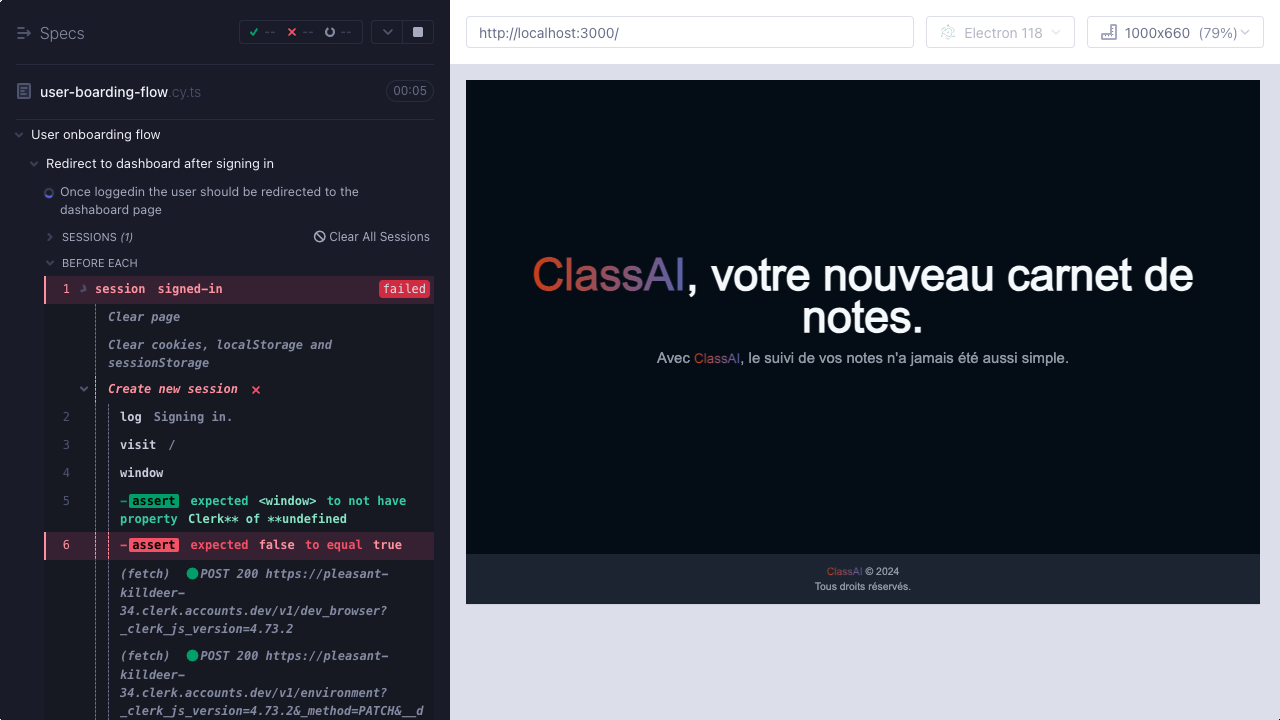 Specs
-- -- --
user-boarding-flow.cy.ts 00:05
User onboarding flow
Redirect to dashboard after signing in
Once loggedin the user should be redirected to the
dashaboard page
SESSIONS (1) Clear All Sessions
BEFORE EACH
1 session signed-in failed
Clear page
Clear cookies, localStorage and
sessionStorage
Create new session
2 log Signing in.
3 visit /
4 window
5 -assert expected <window> to not have
property Clerk** of **undefined
6 -assert expected false to equal true
(fetch) POST 200 https://pleasant-
killdeer-
34.clerk.accounts.dev/v1/dev_browser?
_clerk_js_version=4.73.2
(fetch) POST 200 https://pleasant-
killdeer-
34.clerk.accounts.dev/v1/environment?
_clerk_js_version=4.73.2&_method=PATCH&__d
http://localhost:3000/
Electron 118
1000x660 (79%)
ClassAI, votre nouveau carnet de
notes.
Avec ClassAI, le suivi de vos notes n'a jamais été aussi simple.
ClassAI © 2024
Tous droits réservés.